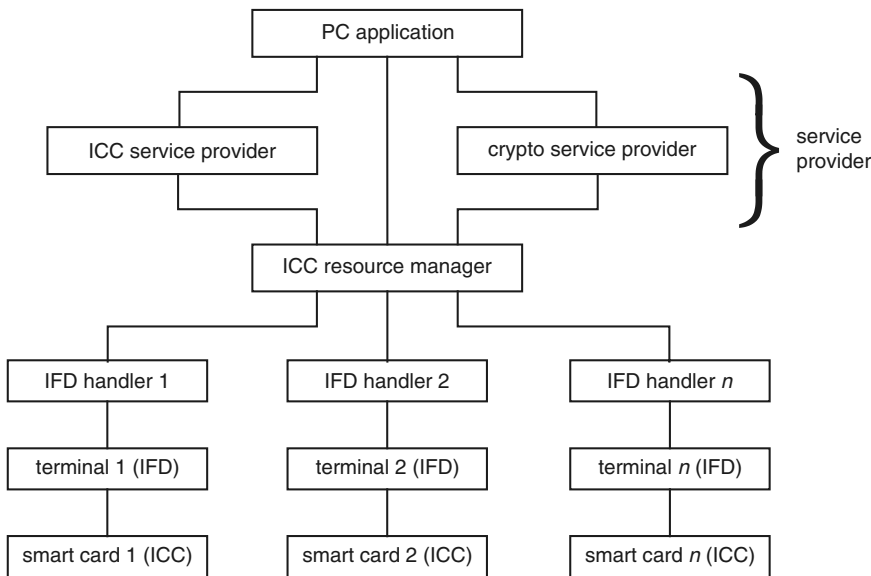 PC application
ICC service provider
crypto service provider
service
provider
ICC resource manager
IFD handler 1
IFD handler 2
IFD handler n
terminal 1 (IFD)
terminal 2 (IFD)
terminal n (IFD)
smart card 1 (ICC)
smart card 2 (ICC)
smart card n (ICC)